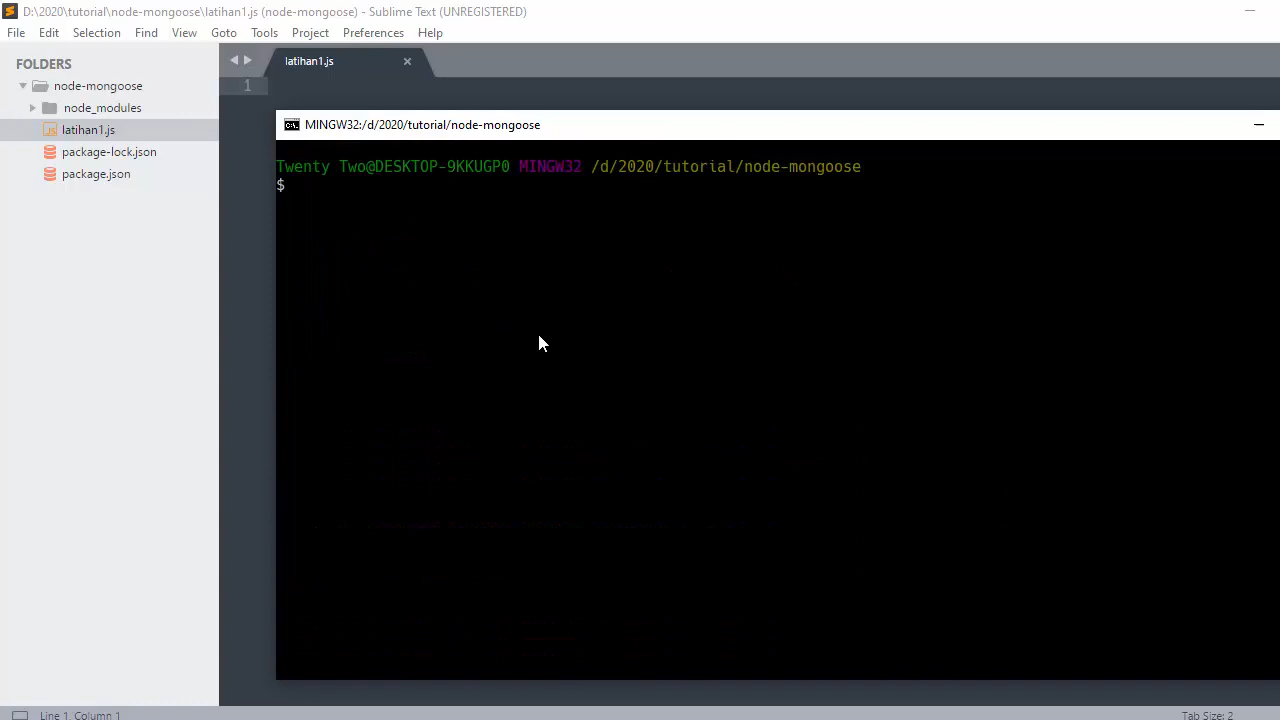 D:\2020\tutorial\node-mongoose\latihan1.js (node-mongoose) - Sublime Text (UNREGISTERED)
File Edit Selection Find View Goto Tools Project Preferences Help
FOLDERS
node-mongoose
node_modules
latihan1.js
package-lock.json
package.json
latihan1.js
1
MINGW32:/d/2020/tutorial/node-mongoose
Twenty Two@DESKTOP-9KKUGP0 MINGW32 /d/2020/tutorial/node-mongoose
$
Line 1, Column 1
Tab Size: 2